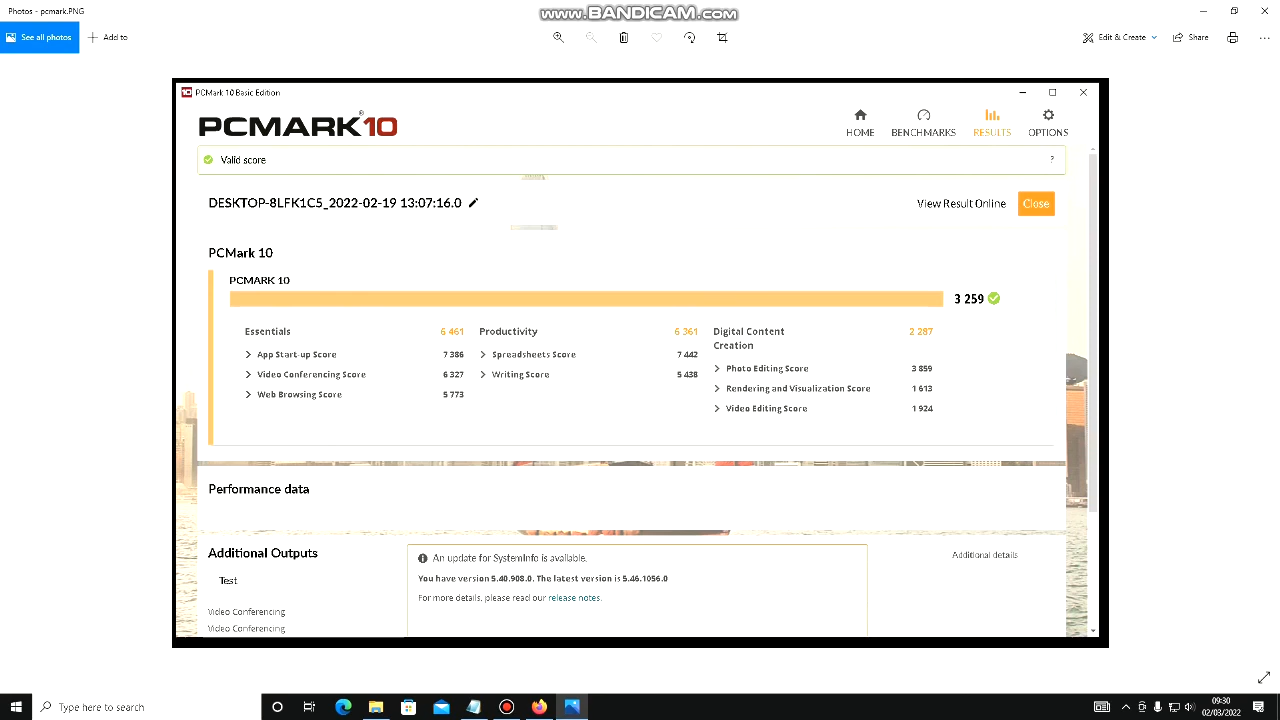 Photos - pcmark.PNG
www.BANDICAM.com
See all photos
Add to
Edit & Create
Share
PCMark 10 Basic Edition
PCMARK 10
HOME
BENCHMARKS
RESULTS
OPTIONS
Valid score
?
DESKTOP-8LFK1C5_2022-02-19 13:07:16.0
View Result Online
Close
PCMark 10
PCMARK 10
3 259
Essentials 6 461
App Start-up Score 7 386
Video Conferencing Score 6 327
Web Browsing Score 5 773
Productivity 6 361
Spreadsheets Score 7 442
Writing Score 5 438
Digital Content Creation 2 287
Photo Editing Score 3 859
Rendering and Visualization Score 1 613
Video Editing Score 1 924
Performance data
Additional Outputs
Test
Video Conferencing
Video Conferencing
An update for SystemInfo is available.
You have version 5.40.908.0. The latest version is
For more details, please read our release notes.
Additional details
Type here to search
09:30
02/03/2022